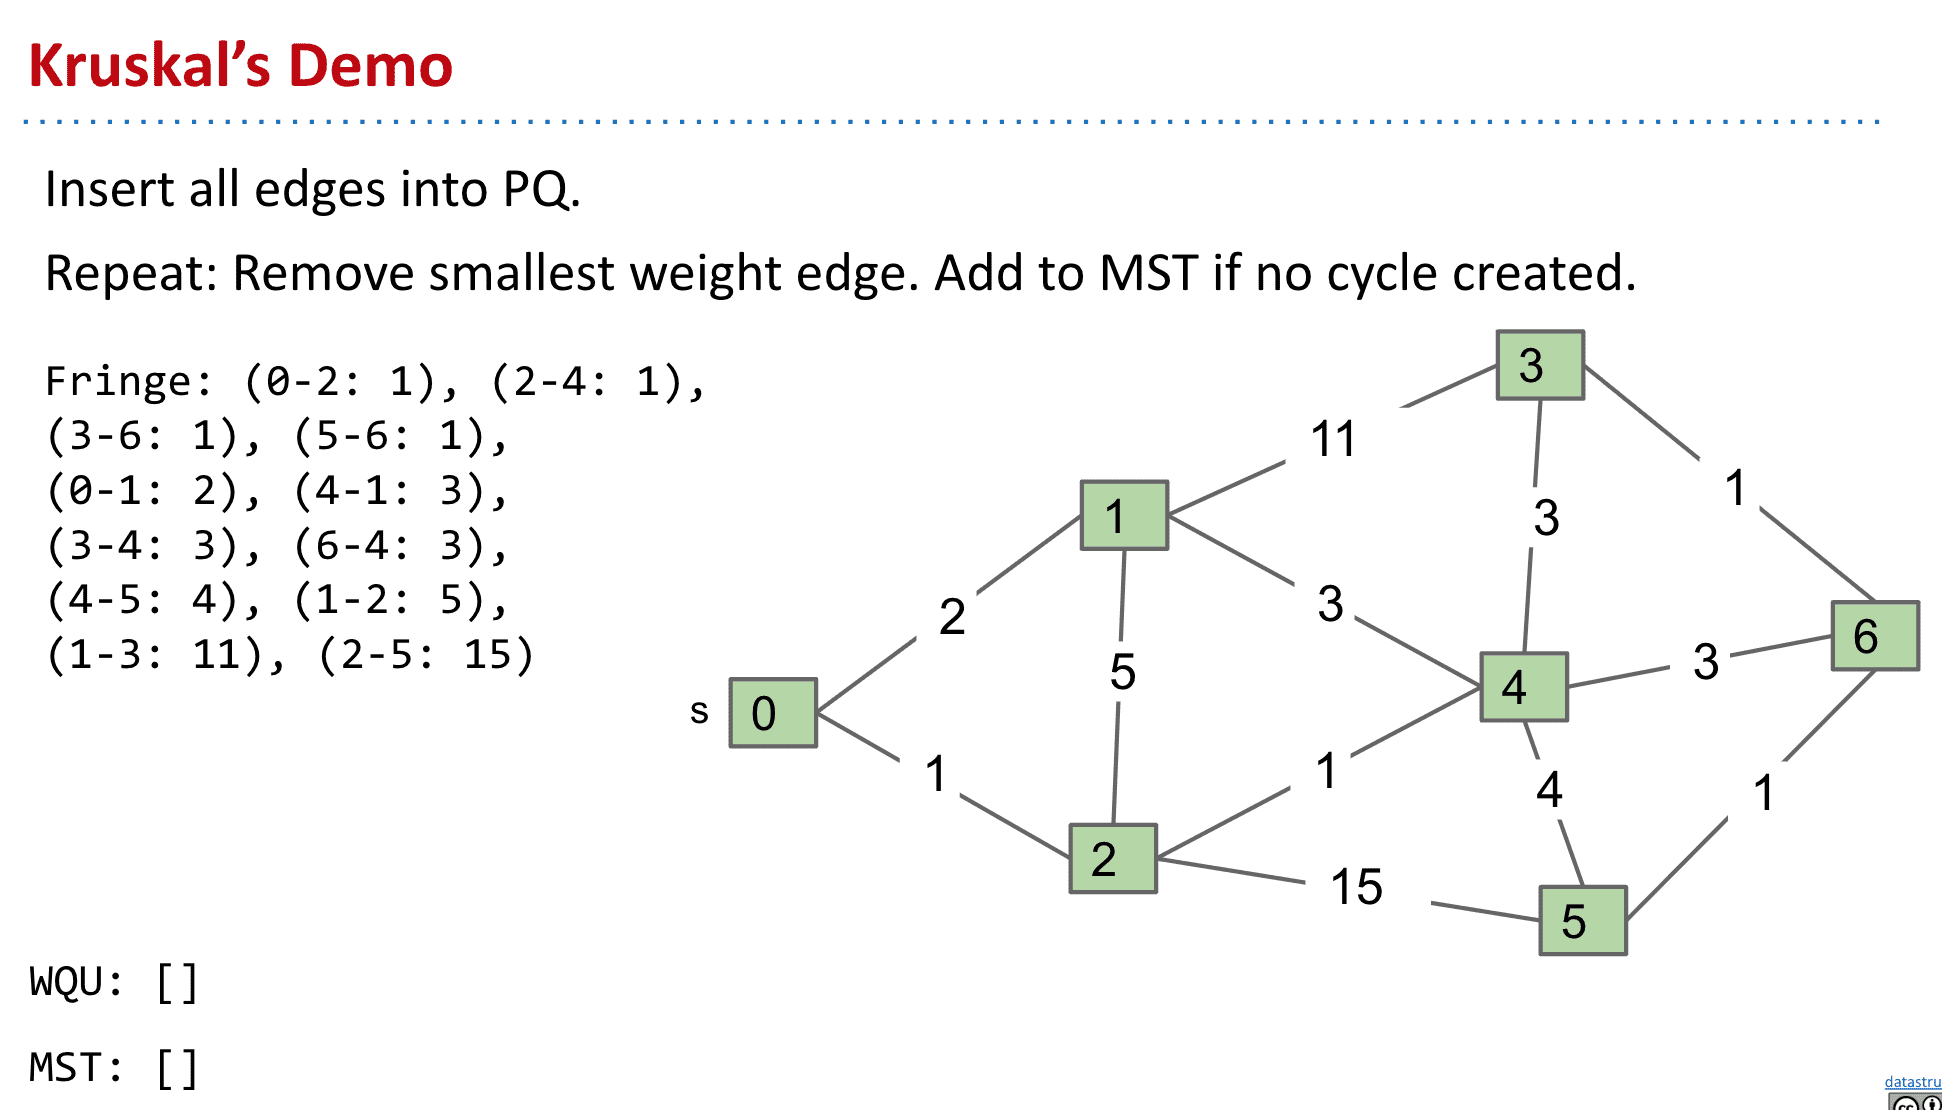 Kruskal’s Demo
Insert all edges into PQ.
Repeat: Remove smallest weight edge. Add to MST if no cycle created.
Fringe: (0-2: 1), (2-4: 1),
(3-6: 1), (5-6: 1),
(0-1: 2), (4-1: 3),
(3-4: 3), (6-4: 3),
(4-5: 4), (1-2: 5),
(1-3: 11), (2-5: 15)
3
11
1
1
3
2
3
6
3
5
4
s
0
1
1
4
1
2
15
5
WQU: []
MST: []
datastru
cc